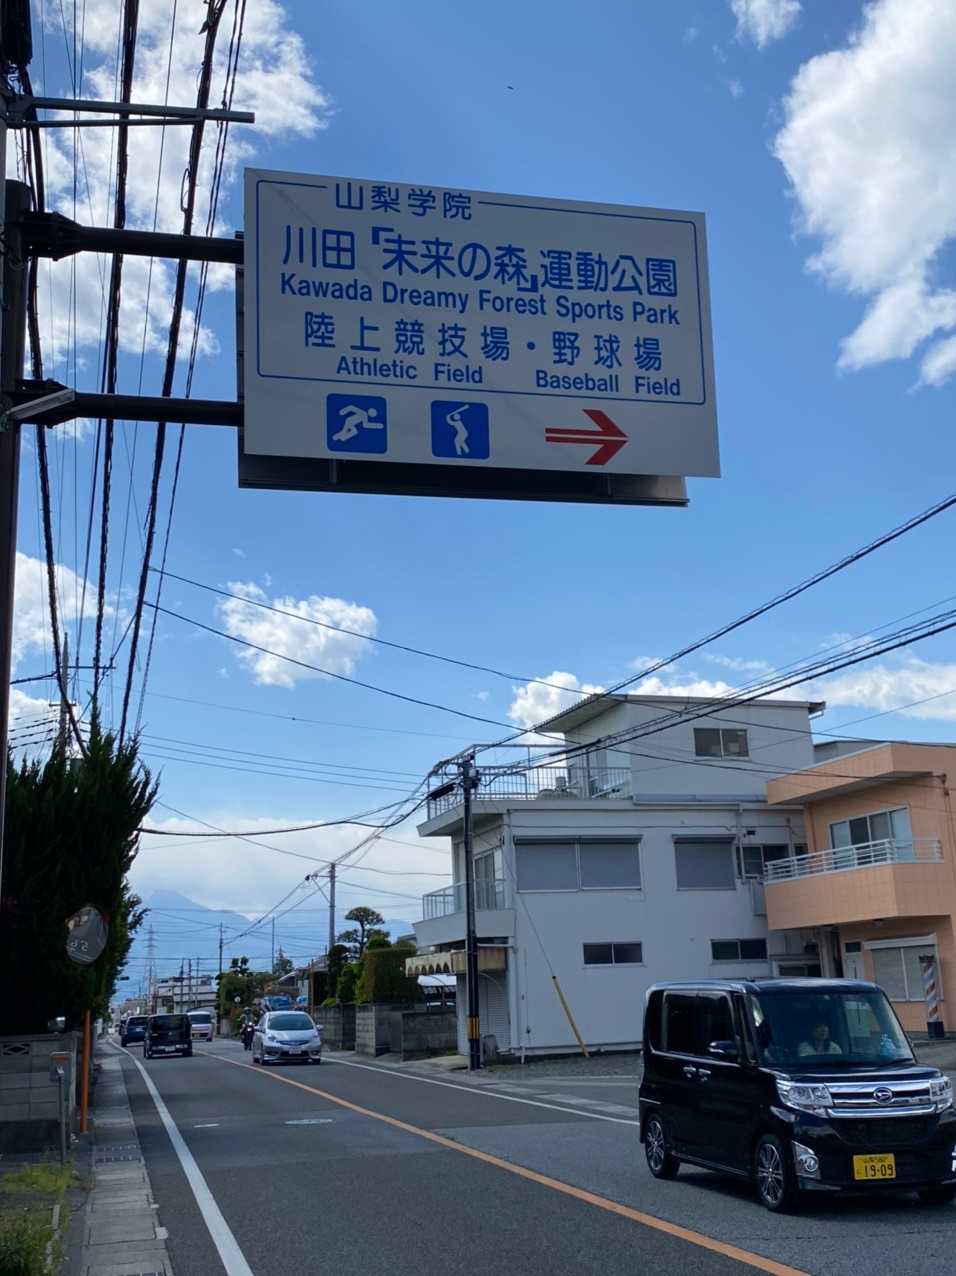 山梨学院
川田「未来の森」運動公園
Kawada Dreamy Forest Sports Park
陸上競技場・野球場
Athletic Field Baseball Field
19-09